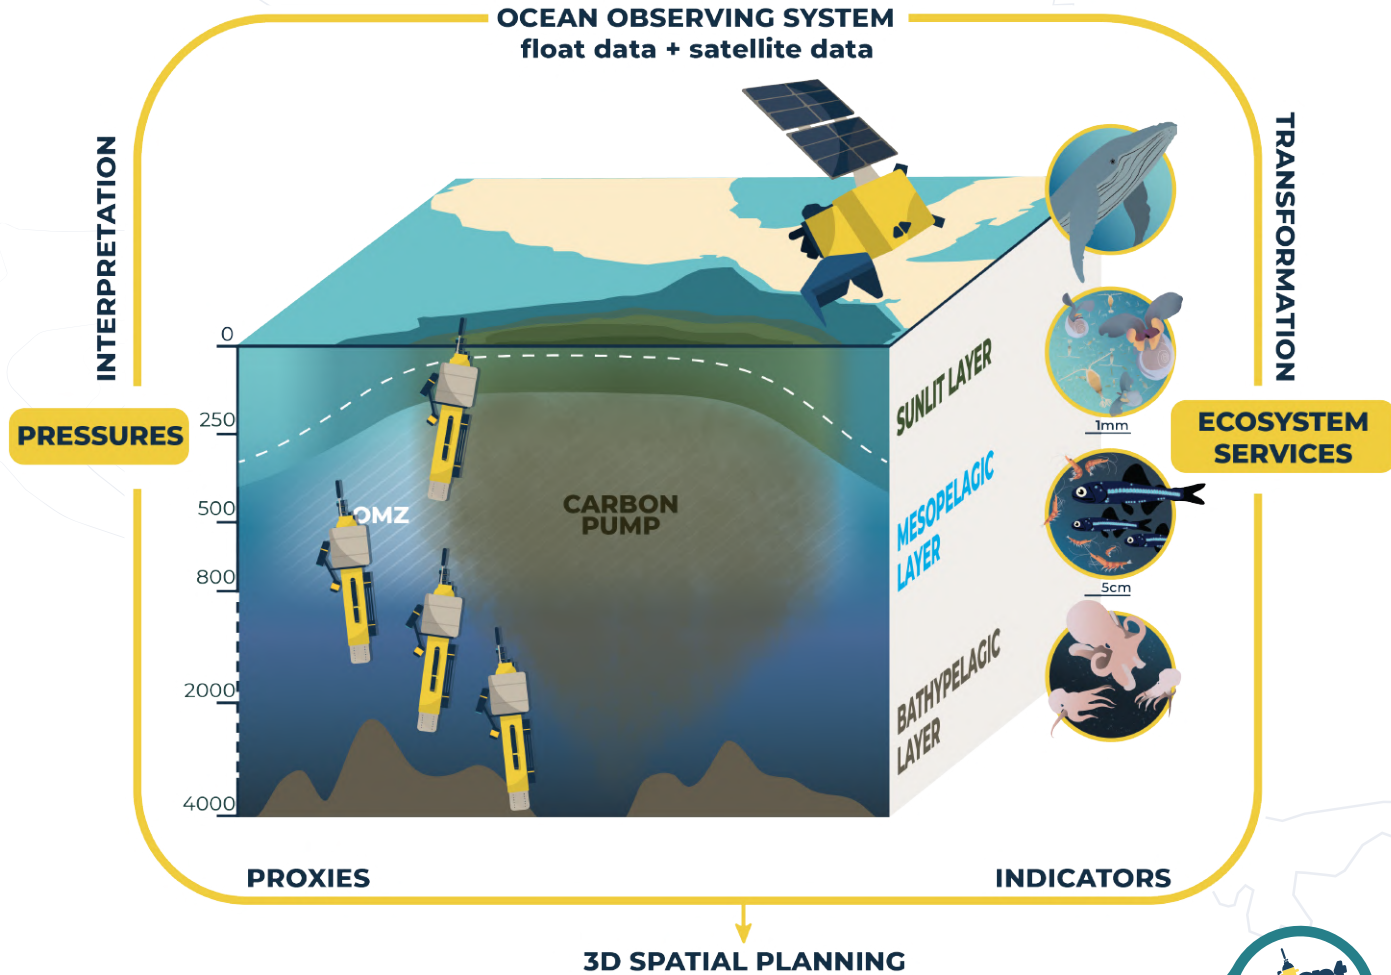 OCEAN OBSERVING SYSTEM
float data + satellite data
INTERPRETATION
TRANSFORMATION
PRESSURES
ECOSYSTEM
SERVICES
0
250
500
800
2000
4000
OMZ
CARBON
PUMP
SUNLIT LAYER
MESOPELAGIC
LAYER
BATHYPELAGIC
LAYER
1mm
5cm
PROXIES
INDICATORS
3D SPATIAL PLANNING